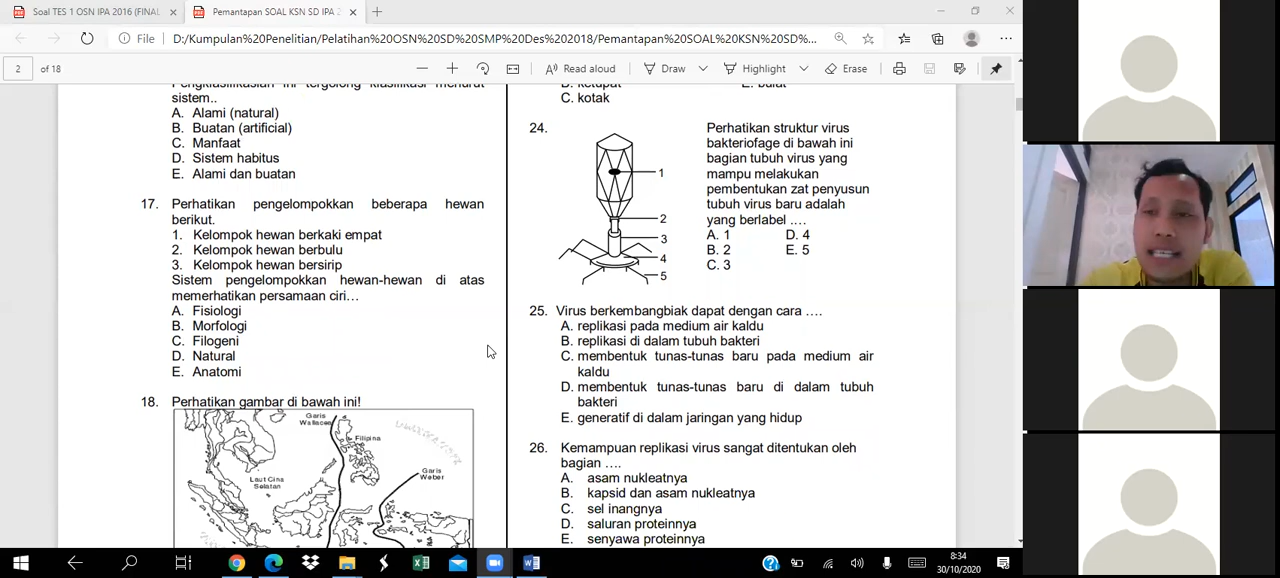 Soal TES 1 OSN IPA 2016 (FINAL
Pemantapan SOAL KSN SD IPA 2
File
D:/Kumpulan%20Penelitian/Pelatihan%20OSN%20SD%20SMP%20Des%202018/Pemantapan%20SOAL%20KSN%20SD%...
2 of 18
Read aloud
Draw
Highlight
Erase
Pengklasifikasian ini tergolong klasifikasi menurut
sistem..
A. Alami (natural)
B. Buatan (artificial)
C. Manfaat
D. Sistem habitus
E. Alami dan buatan
17. Perhatikan pengelompokkan beberapa hewan
berikut.
1. Kelompok hewan berkaki empat
2. Kelompok hewan berbulu
3. Kelompok hewan bersirip
Sistem pengelompokkan hewan-hewan di atas
memerhatikan persamaan ciri…
A. Fisiologi
B. Morfologi
C. Filogeni
D. Natural
E. Anatomi
18. Perhatikan gambar di bawah ini!
Garis
Wallacea
Filipina
Garis
Weber
Laut Cina
Selatan
B. ketupat E. bulat
C. kotak
24.
1
2
3
4
5
Perhatikan struktur virus
bakteriofage di bawah ini
bagian tubuh virus yang
mampu melakukan
pembentukan zat penyusun
tubuh virus baru adalah
yang berlabel ….
A. 1 D. 4
B. 2 E. 5
C. 3
25. Virus berkembangbiak dapat dengan cara ….
A. replikasi pada medium air kaldu
B. replikasi di dalam tubuh bakteri
C. membentuk tunas-tunas baru pada medium air
kaldu
D. membentuk tunas-tunas baru di dalam tubuh
bakteri
E. generatif di dalam jaringan yang hidup
26. Kemampuan replikasi virus sangat ditentukan oleh
bagian ….
A. asam nukleatnya
B. kapsid dan asam nukleatnya
C. sel inangnya
D. saluran proteinnya
E. senyawa proteinnya
8:34
30/10/2020